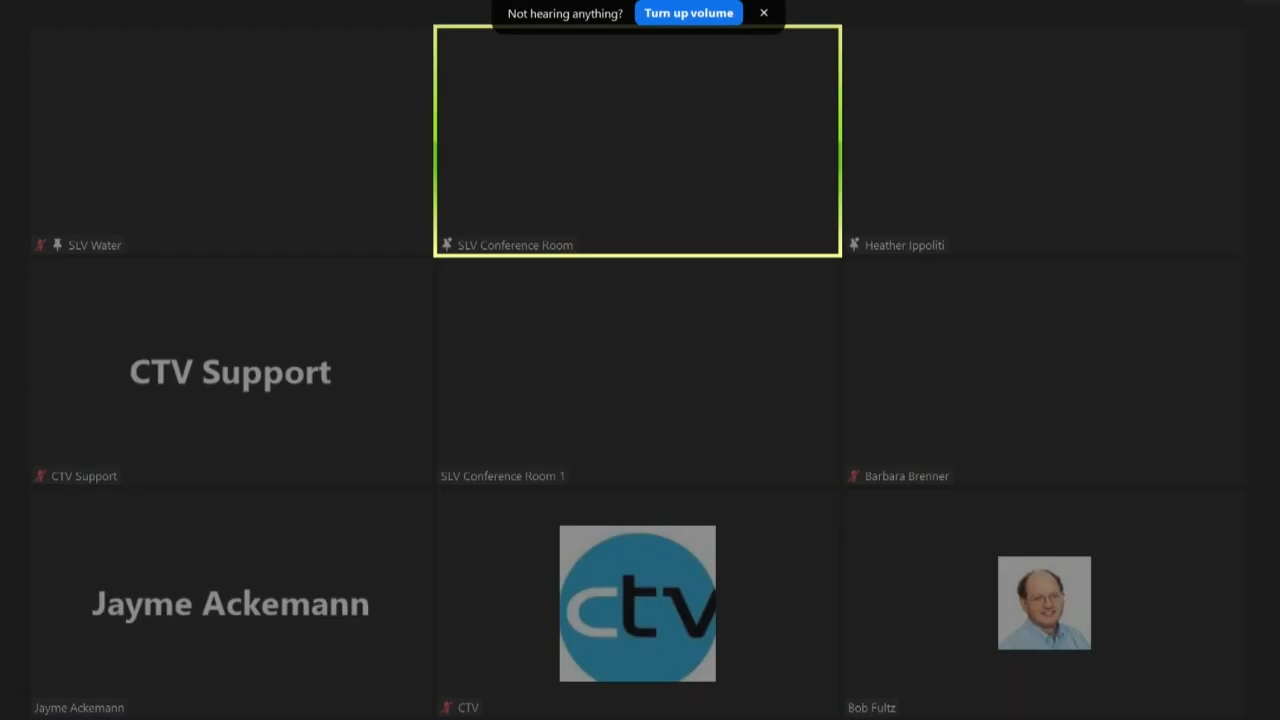 Not hearing anything? Turn up volume
SLV Water
SLV Conference Room
Heather Ippoliti
CTV Support
CTV Support
SLV Conference Room 1
Barbara Brenner
Jayme Ackemann
ctv
Jayme Ackemann
CTV
Bob Fultz